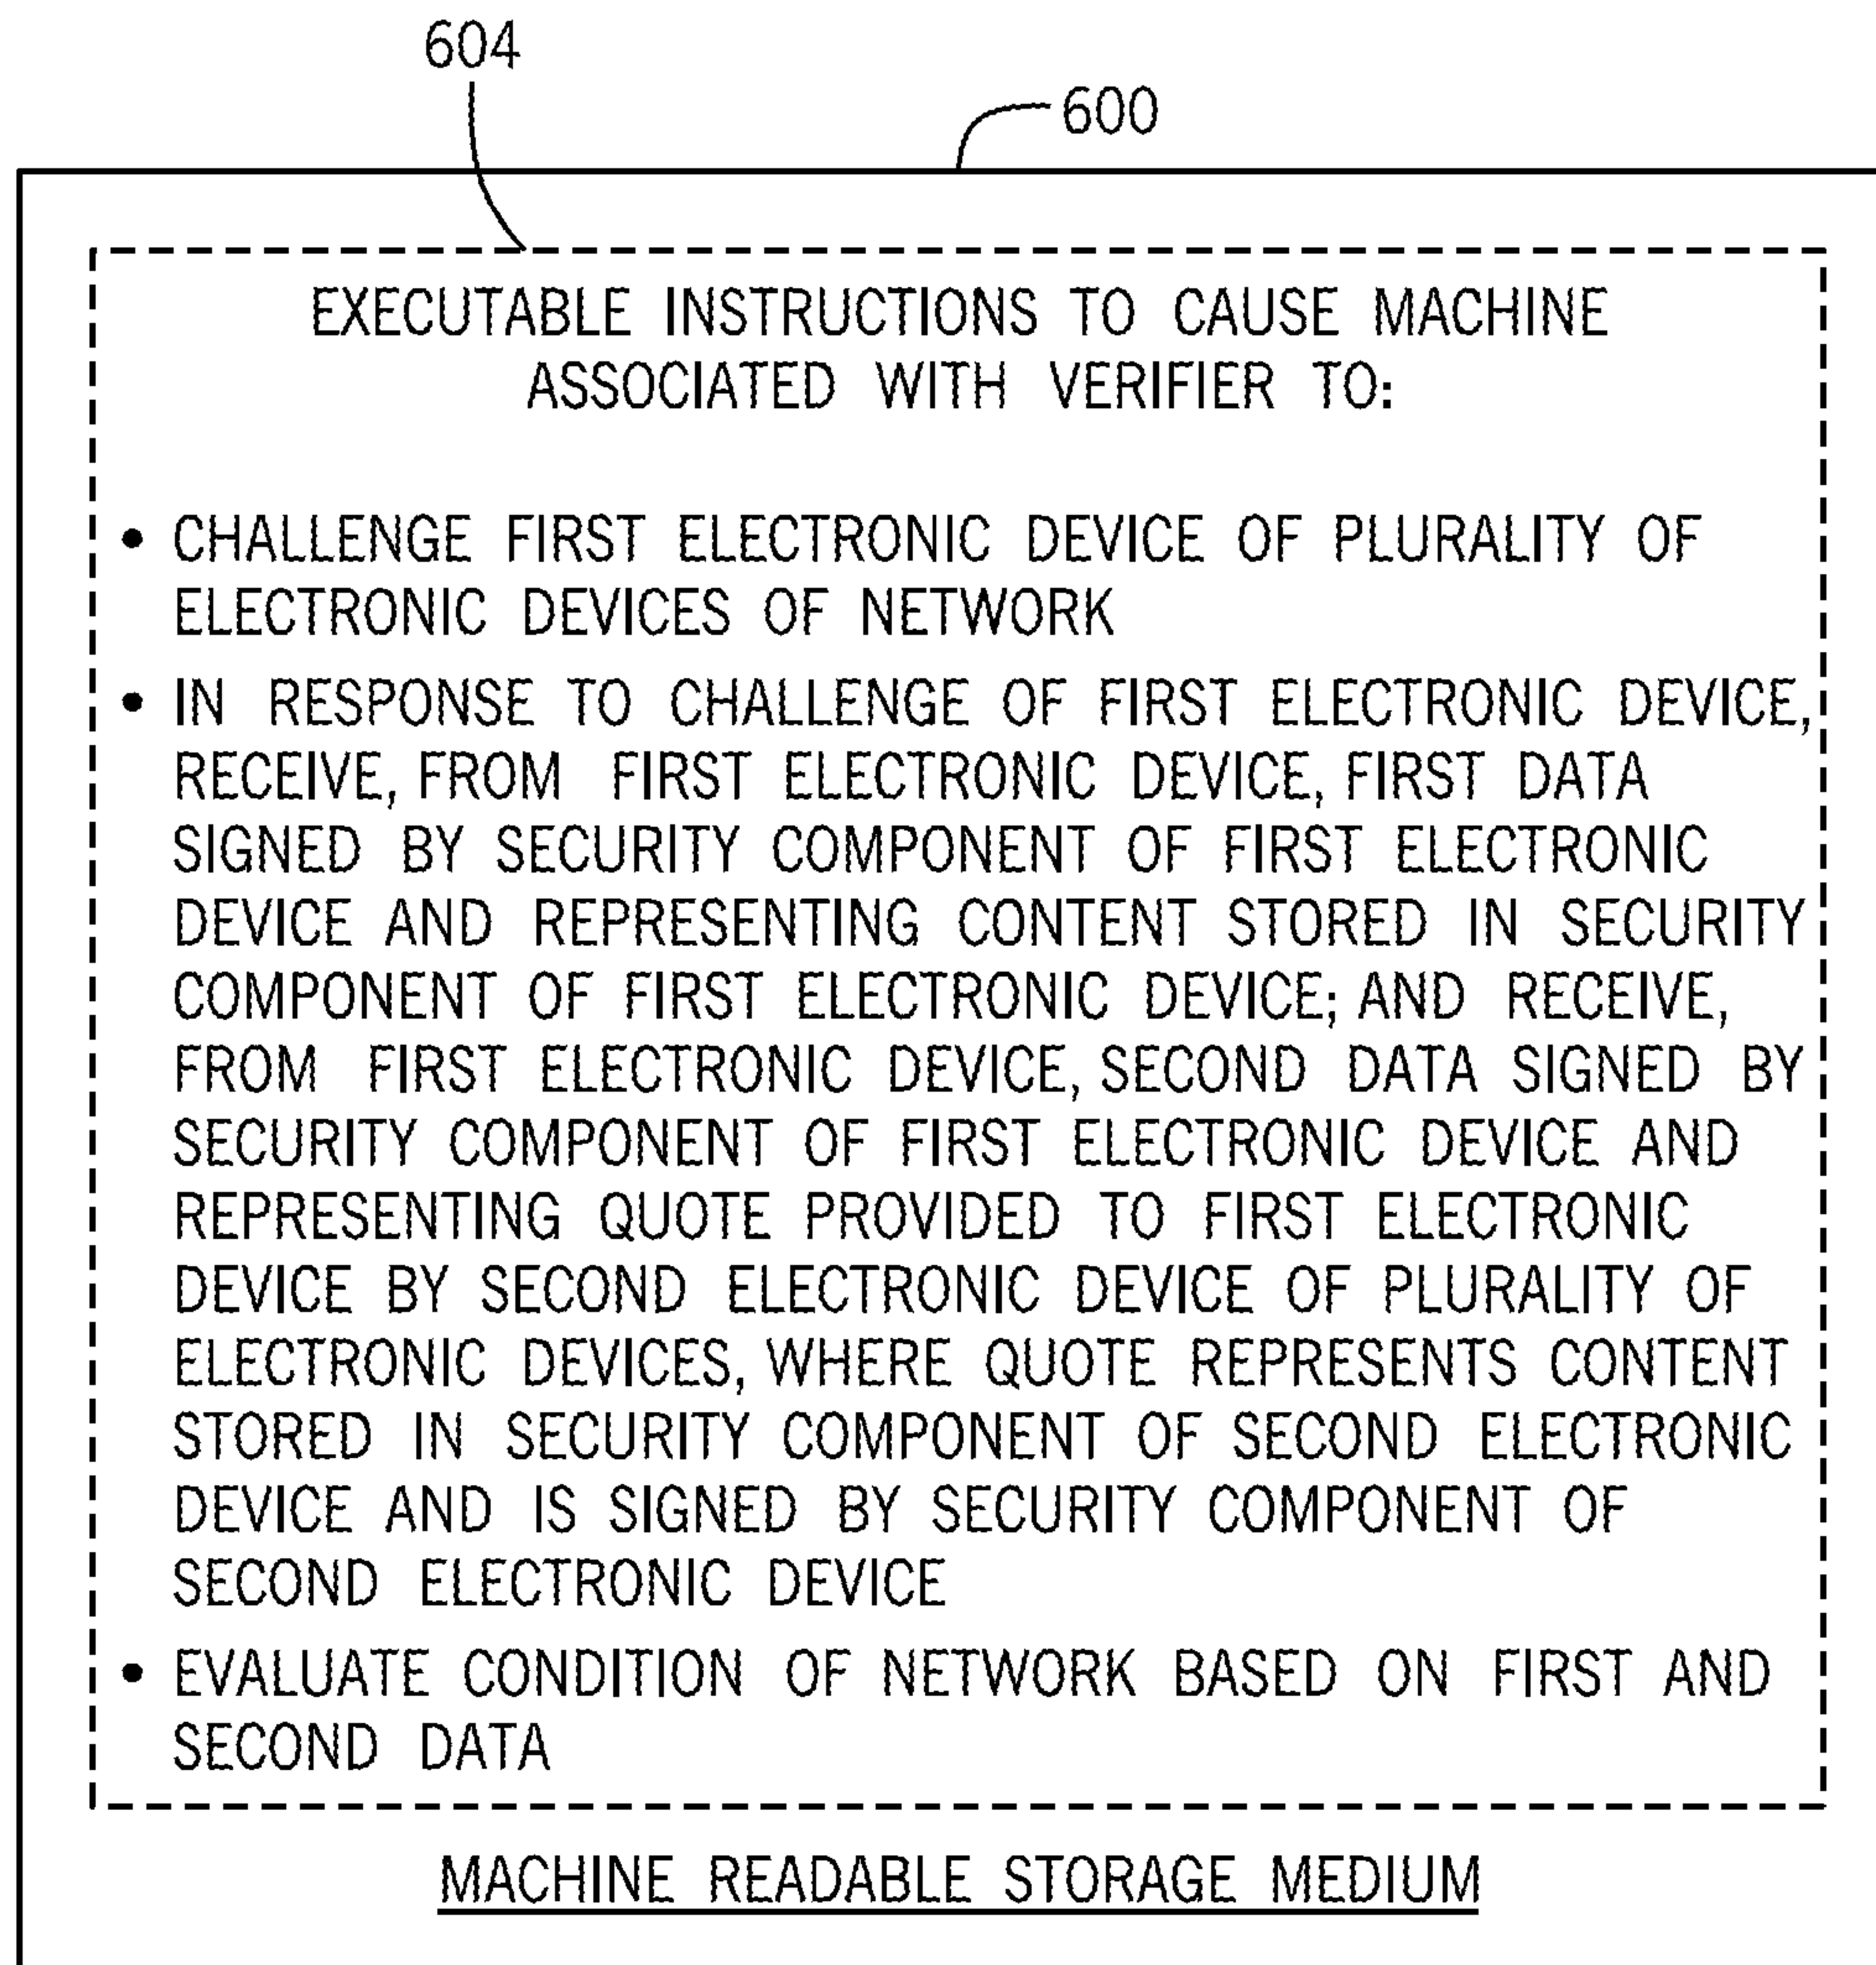 604
600
EXECUTABLE INSTRUCTIONS TO CAUSE MACHINE
ASSOCIATED WITH VERIFIER TO:
• CHALLENGE FIRST ELECTRONIC DEVICE OF PLURALITY OF
ELECTRONIC DEVICES OF NETWORK
• IN RESPONSE TO CHALLENGE OF FIRST ELECTRONIC DEVICE,
RECEIVE, FROM FIRST ELECTRONIC DEVICE, FIRST DATA
SIGNED BY SECURITY COMPONENT OF FIRST ELECTRONIC
DEVICE AND REPRESENTING CONTENT STORED IN SECURITY
COMPONENT OF FIRST ELECTRONIC DEVICE; AND RECEIVE,
FROM FIRST ELECTRONIC DEVICE, SECOND DATA SIGNED BY
SECURITY COMPONENT OF FIRST ELECTRONIC DEVICE AND
REPRESENTING QUOTE PROVIDED TO FIRST ELECTRONIC
DEVICE BY SECOND ELECTRONIC DEVICE OF PLURALITY OF
ELECTRONIC DEVICES, WHERE QUOTE REPRESENTS CONTENT
STORED IN SECURITY COMPONENT OF SECOND ELECTRONIC
DEVICE AND IS SIGNED BY SECURITY COMPONENT OF
SECOND ELECTRONIC DEVICE
• EVALUATE CONDITION OF NETWORK BASED ON FIRST AND
SECOND DATA
MACHINE READABLE STORAGE MEDIUM